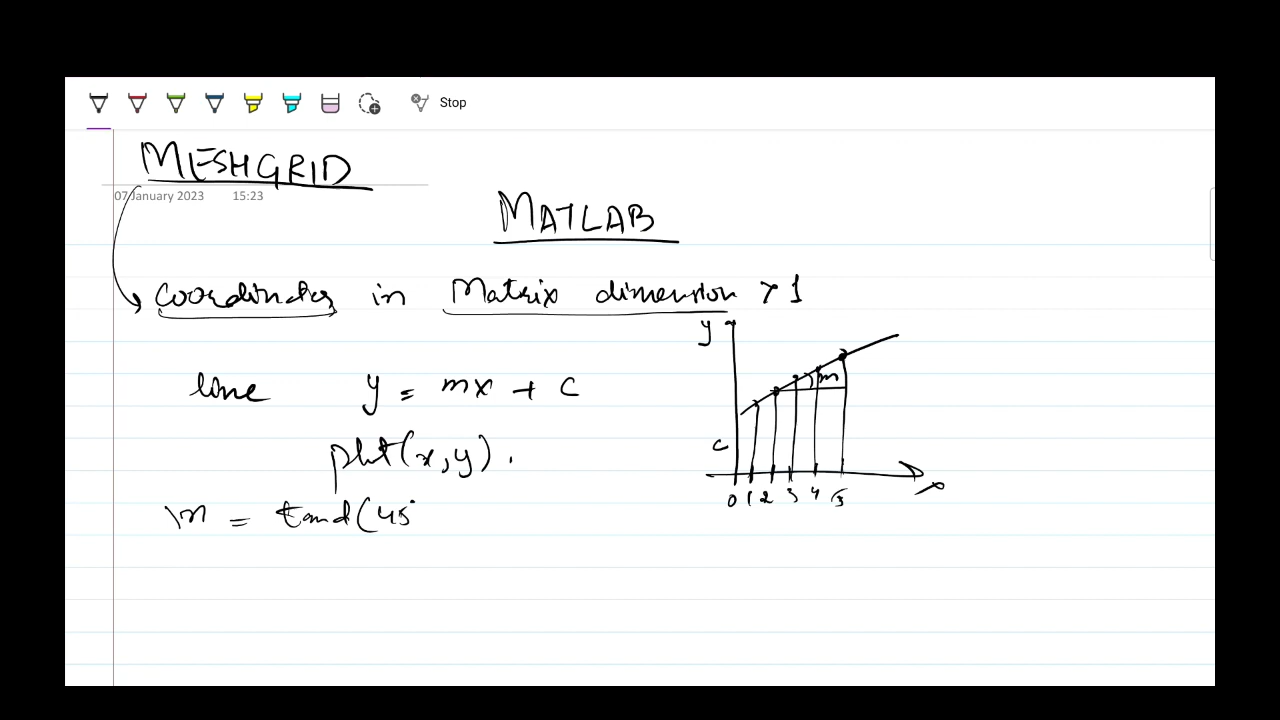 Stop
MESHGRID
07 January 2023 15:23
MATLAB
coordinates in Matrix dimension > 1
line y = mx + c
plot(x,y).
m = tand(45
y
m
c
0 1 2 3 4 5
x